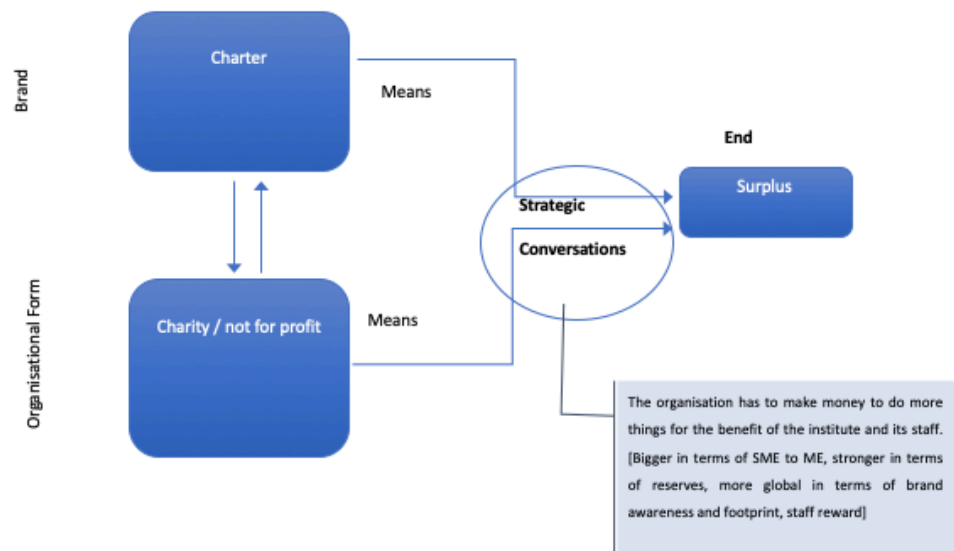 Brand
Charter
Means
End
Surplus
Strategic
Conversations
Organisational Form
Charity / not for profit
Means
The organisation has to make money to do more
things for the benefit of the institute and its staff.
[Bigger in terms of SME to ME, stronger in terms
of reserves, more global in terms of brand
awareness and footprint, staff reward]